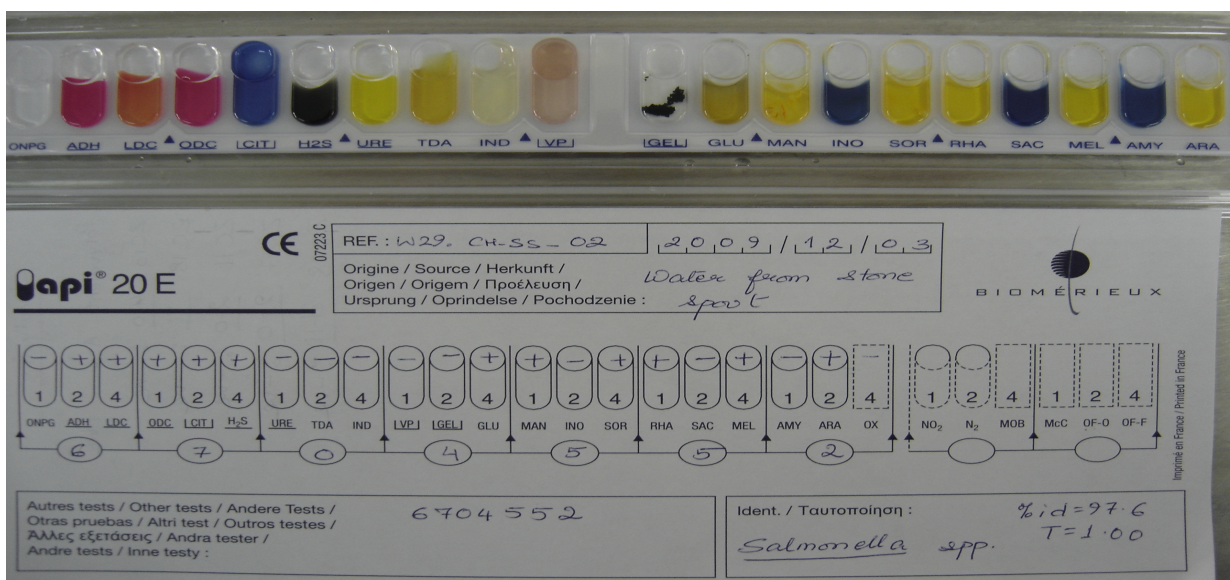 ONPG ADH LDC ODC CIT H2S URE TDA IND VP GEL GLU MAN INO SOR RHA SAC MEL AMY ARA
CE
07223 C
REF. : W29. CH-SS-02
2009/12/03
api® 20 E
Origine / Source / Herkunft /
Origen / Origem / Προέλευση /
Ursprung / Oprindelse / Pochodzenie :
Water from stone
spout
BIOMÉRIEUX
− + + + + + − − − − − + + − + + − + − + −
1 2 4 1 2 4 1 2 4 1 2 4 1 2 4 1 2 4 1 2 4 1 2 4 1 2 4
ONPG ADH LDC ODC CIT H₂S URE TDA IND VP GEL GLU MAN INO SOR RHA SAC MEL AMY ARA OX NO₂ N₂ MOB McC OF-O OF-F
6 7 0 4 5 5 2
Imprimé en France / Printed in France
Autres tests / Other tests / Andere Tests /
Otras pruebas / Altri test / Outros testes /
Άλλες εξετάσεις / Andra tester /
Andre tests / Inne testy :
6704552
Ident. / Ταυτοποίηση :
%id=97.6
T=1.00
Salmonella spp.